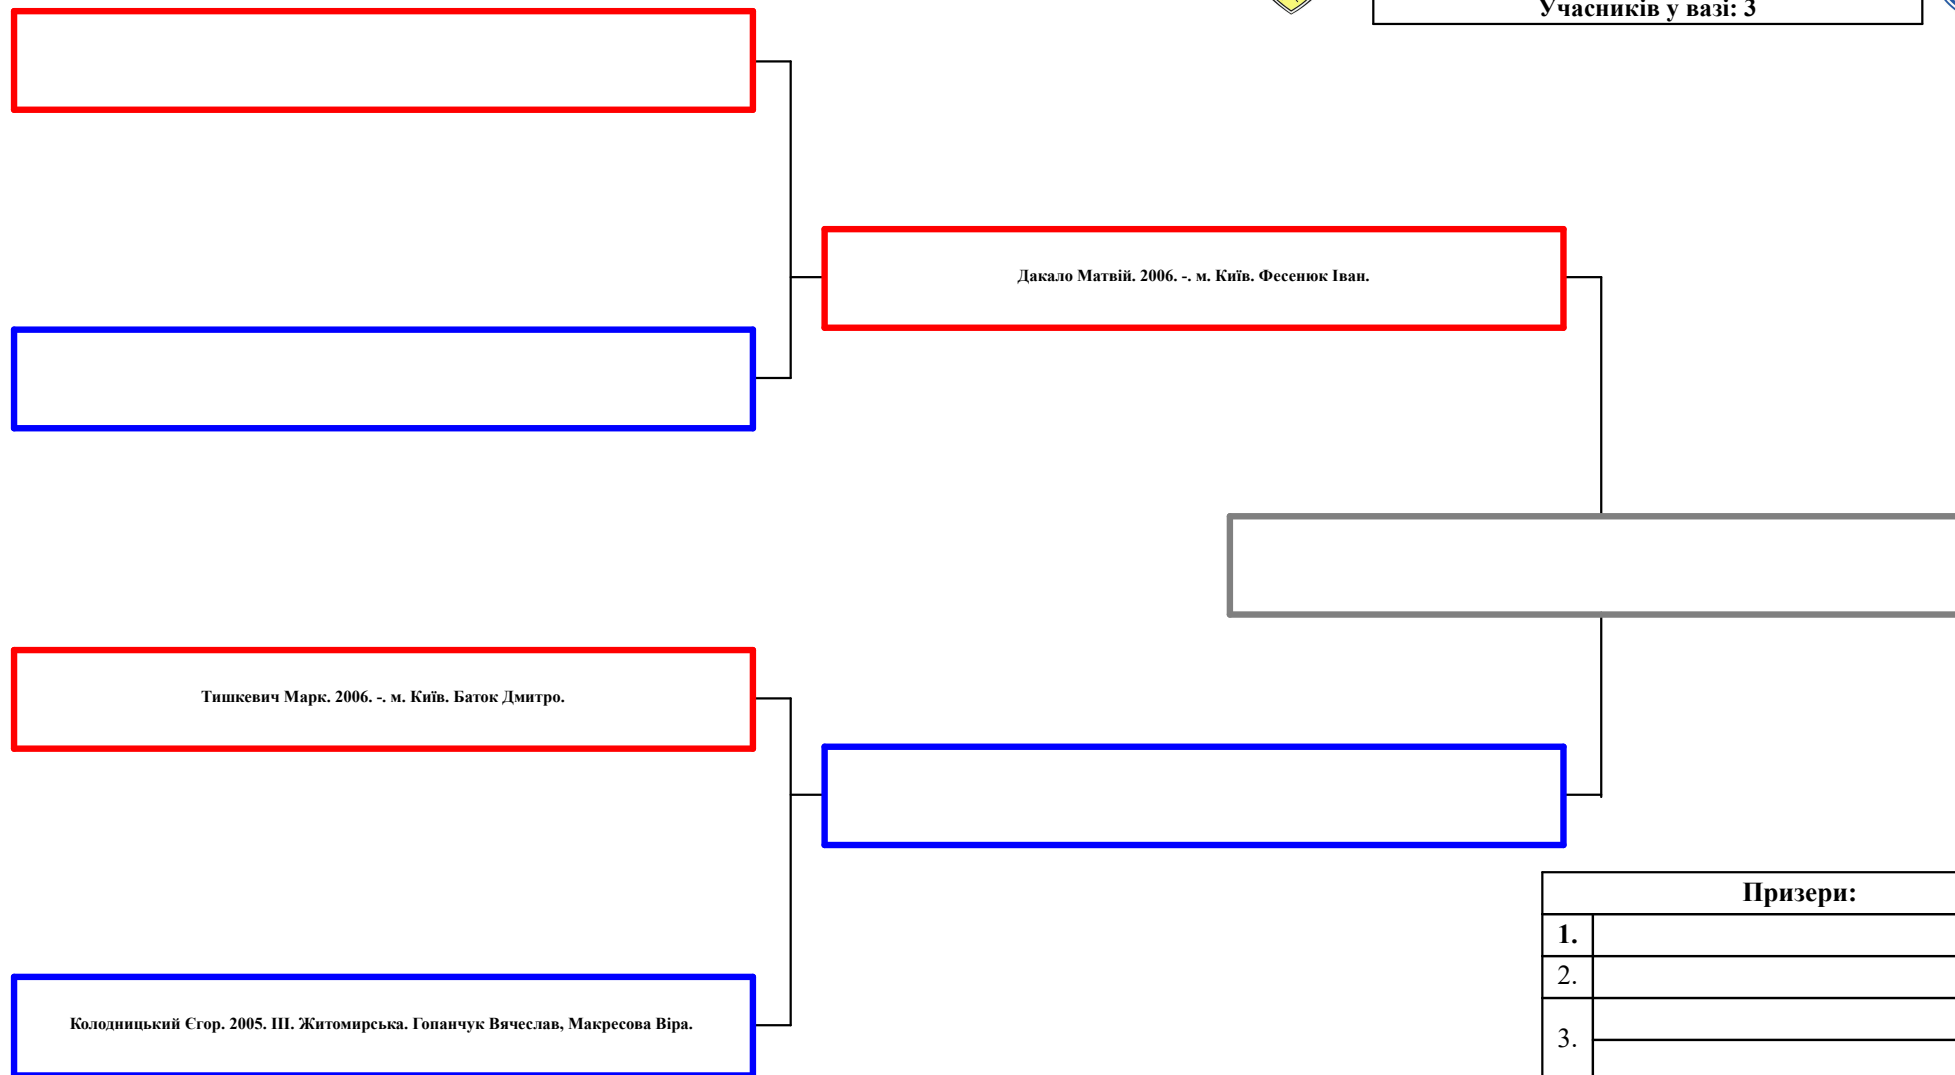 Учасників у вазі: 3
Дакало Матвій. 2006. -. м. Київ. Фесенюк Іван.
Тишкевич Марк. 2006. -. м. Київ. Баток Дмитро.
Колодницький Єгор. 2005. III. Житомирська. Гопанчук Вячеслав, Макресова Віра.
Призери:
1.
2.
3.